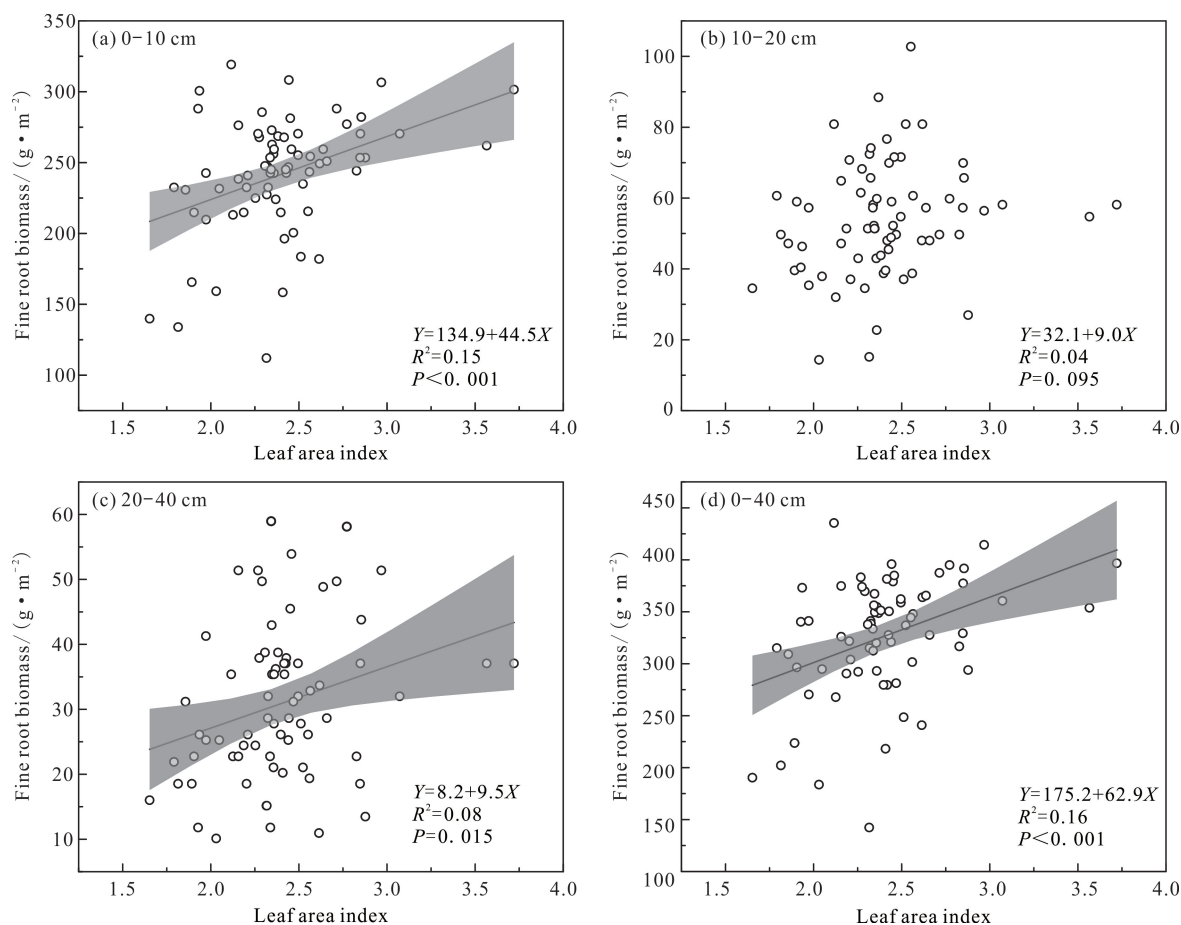 (a) 0-10 cm
350
300
250
200
150
100
Fine root biomass/(g·m⁻²)
1.5 2.0 2.5 3.0 3.5 4.0
Leaf area index
Y=134.9+44.5X
R²=0.15
P<0.001
(b) 10-20 cm
100
80
60
40
20
0
Fine root biomass/(g·m⁻²)
1.5 2.0 2.5 3.0 3.5 4.0
Leaf area index
Y=32.1+9.0X
R²=0.04
P=0.095
(c) 20-40 cm
60
50
40
30
20
10
Fine root biomass/(g·m⁻²)
1.5 2.0 2.5 3.0 3.5 4.0
Leaf area index
Y=8.2+9.5X
R²=0.08
P=0.015
(d) 0-40 cm
450
400
350
300
250
200
150
100
Fine root biomass/(g·m⁻²)
1.5 2.0 2.5 3.0 3.5 4.0
Leaf area index
Y=175.2+62.9X
R²=0.16
P<0.001